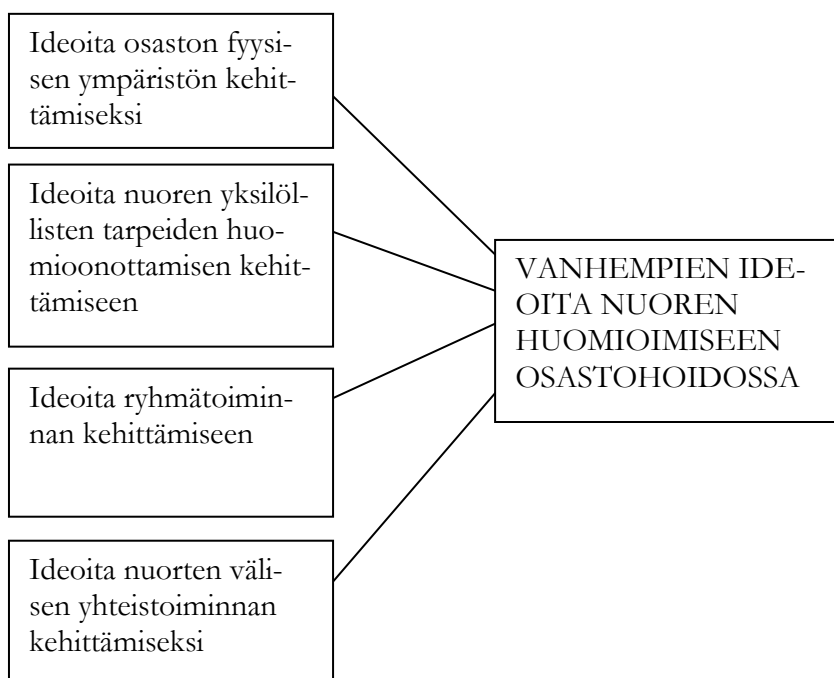 Ideoita osaston fyysi-
sen ympäristön kehit-
tämiseksi
Ideoita nuoren yksilöl-
listen tarpeiden huo-
mioonottamisen kehit-
tämiseen
Ideoita ryhmätoimin-
nan kehittämiseen
Ideoita nuorten väli-
sen yhteistoiminnan
kehittämiseksi
VANHEMPIEN IDE-
OITA NUOREN
HUOMIOIMISEEN
OSASTOHOIDOSSA